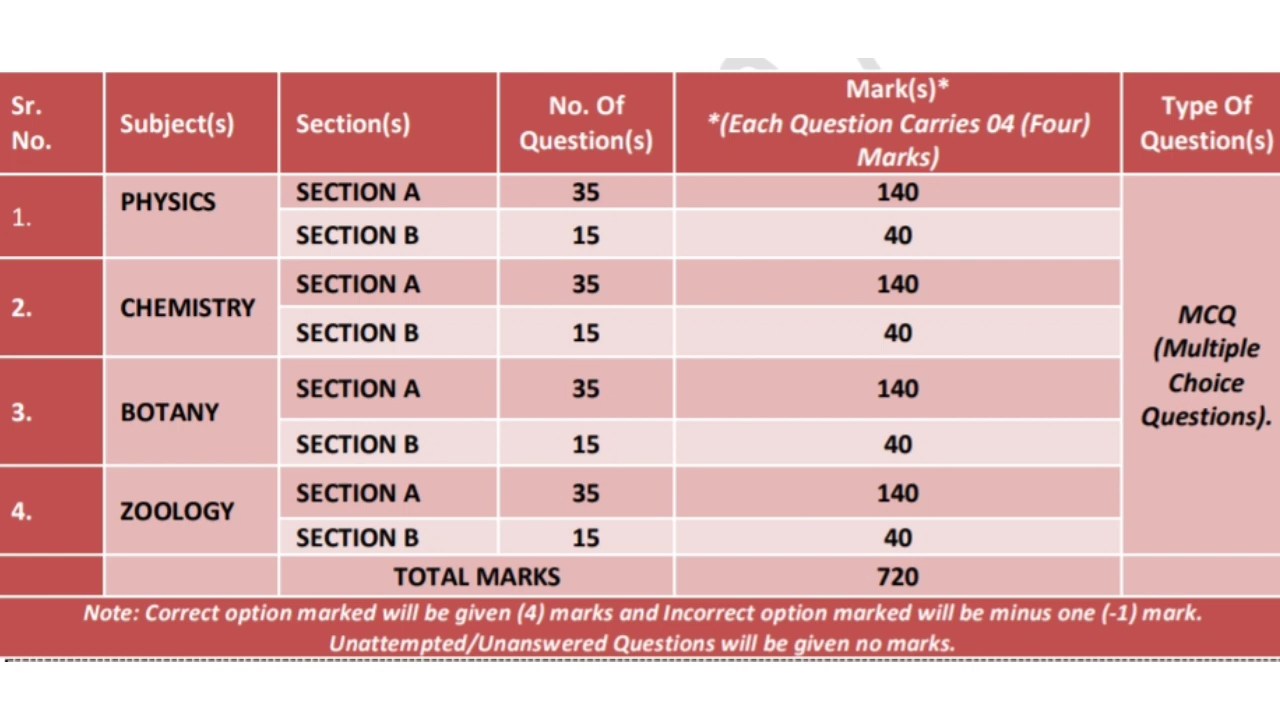 Sr. No. Subject(s) Section(s) No. Of Question(s) Mark(s)* *(Each Question Carries 04 (Four) Marks) Type Of Question(s)
1. PHYSICS SECTION A 35 140 MCQ (Multiple Choice Questions).
SECTION B 15 40
2. CHEMISTRY SECTION A 35 140
SECTION B 15 40
3. BOTANY SECTION A 35 140
SECTION B 15 40
4. ZOOLOGY SECTION A 35 140
SECTION B 15 40
TOTAL MARKS 720
Note: Correct option marked will be given (4) marks and Incorrect option marked will be minus one (-1) mark.
Unattempted/Unanswered Questions will be given no marks.